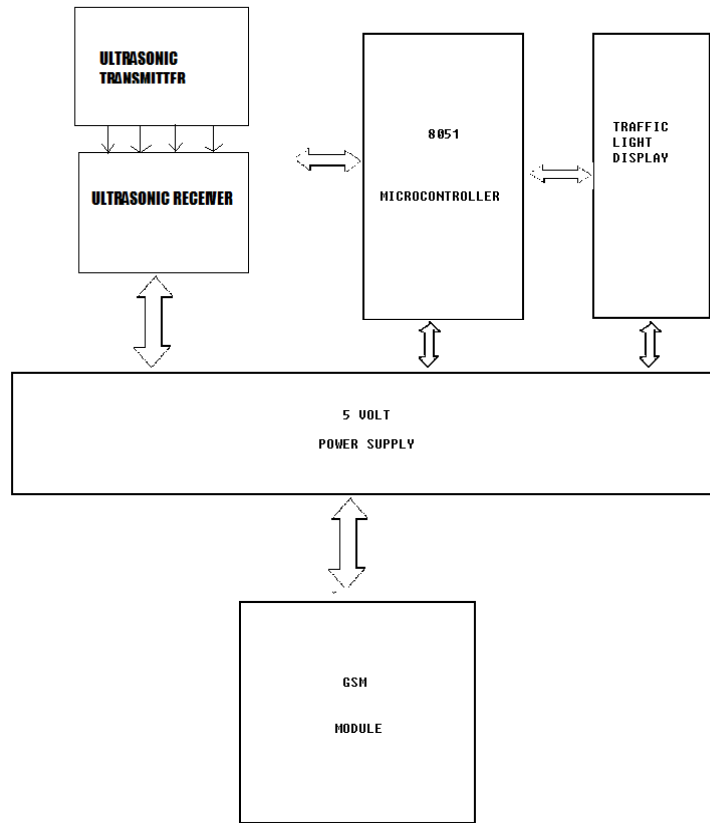 ULTRASONIC
TRANSMITTER
ULTRASONIC RECEIVER
8051
MICROCONTROLLER
TRAFFIC
LIGHT
DISPLAY
5 VOLT
POWER SUPPLY
GSM
MODULE